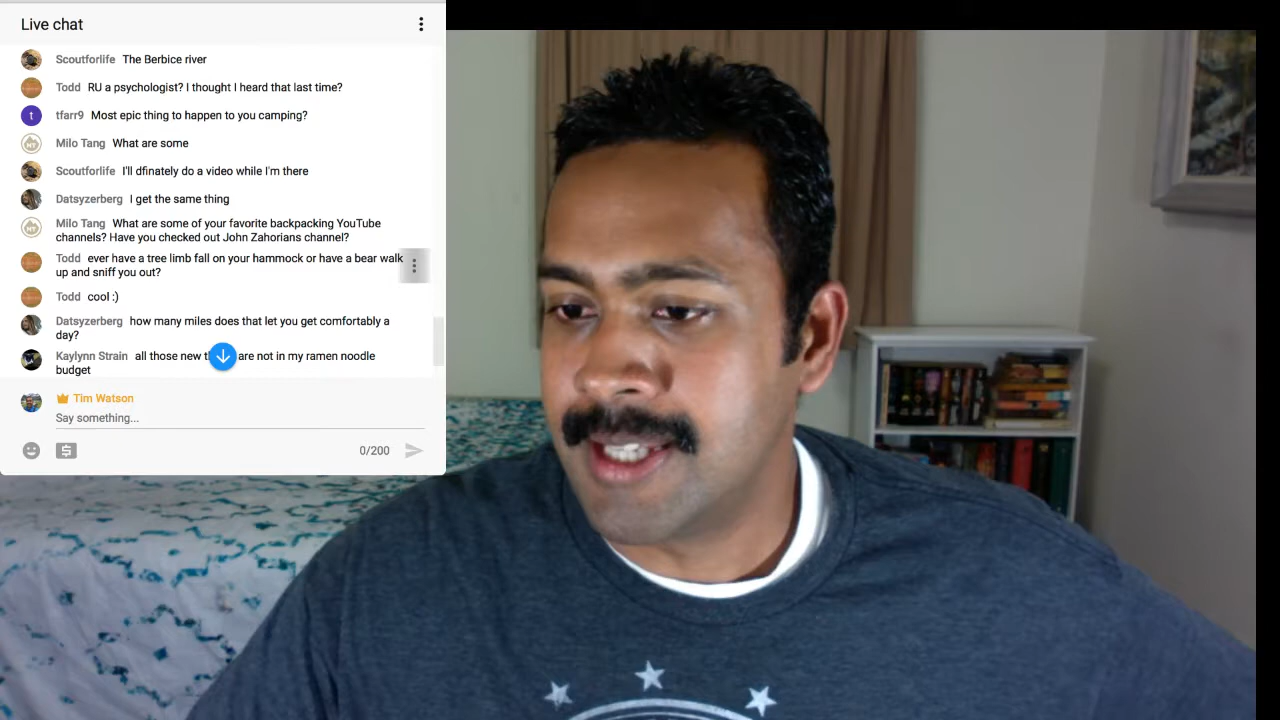 Live chat
Scoutforlife The Berbice river
Todd RU a psychologist? I thought I heard that last time?
t tfarr9 Most epic thing to happen to you camping?
Milo Tang What are some
Scoutforlife I'll dfinately do a video while I'm there
Datsyzerberg I get the same thing
Milo Tang What are some of your favorite backpacking YouTube
channels? Have you checked out John Zahorians channel?
Todd ever have a tree limb fall on your hammock or have a bear walk
up and sniff you out?
Todd cool :)
Datsyzerberg how many miles does that let you get comfortably a
day?
Kaylynn Strain all those new are not in my ramen noodle
budget
Tim Watson
Say something...
0/200